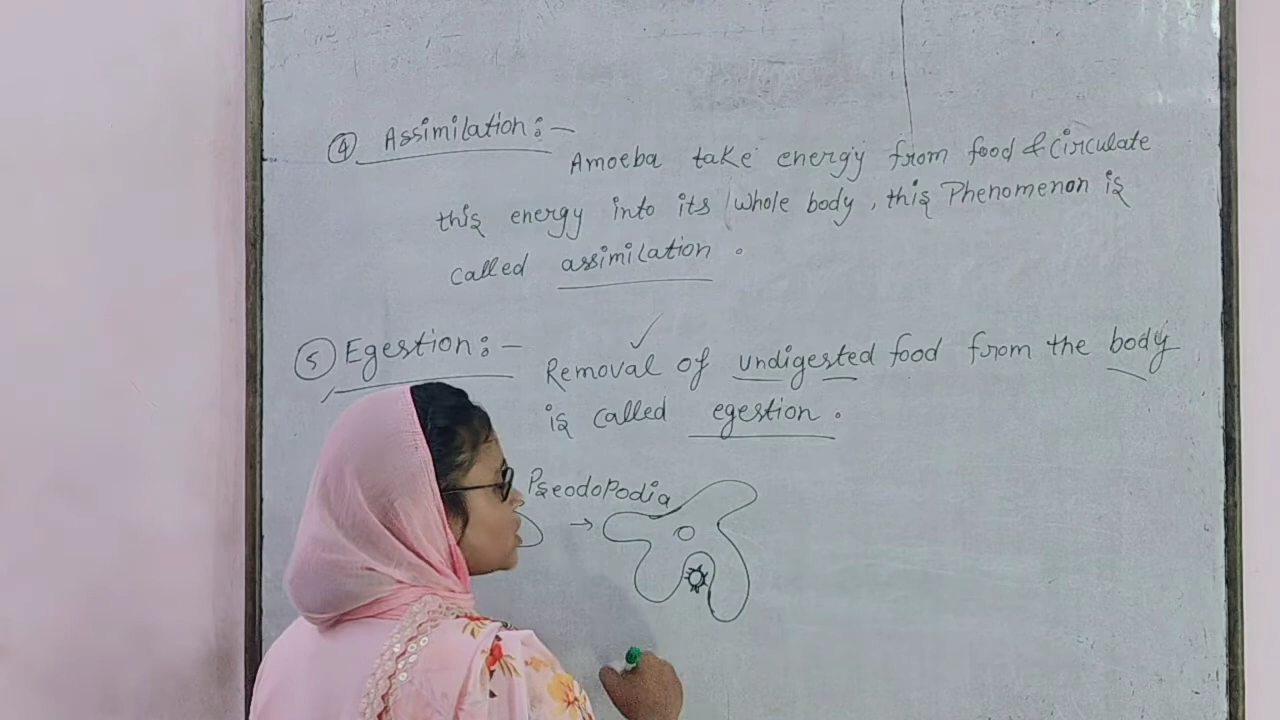 ④ Assimilation:-
Amoeba take energy from food & Circulate
this energy into its whole body, this Phenomenon is
called assimilation.
⑤ Egestion:-
Removal of undigested food from the body
is called egestion.
Pseodopodia